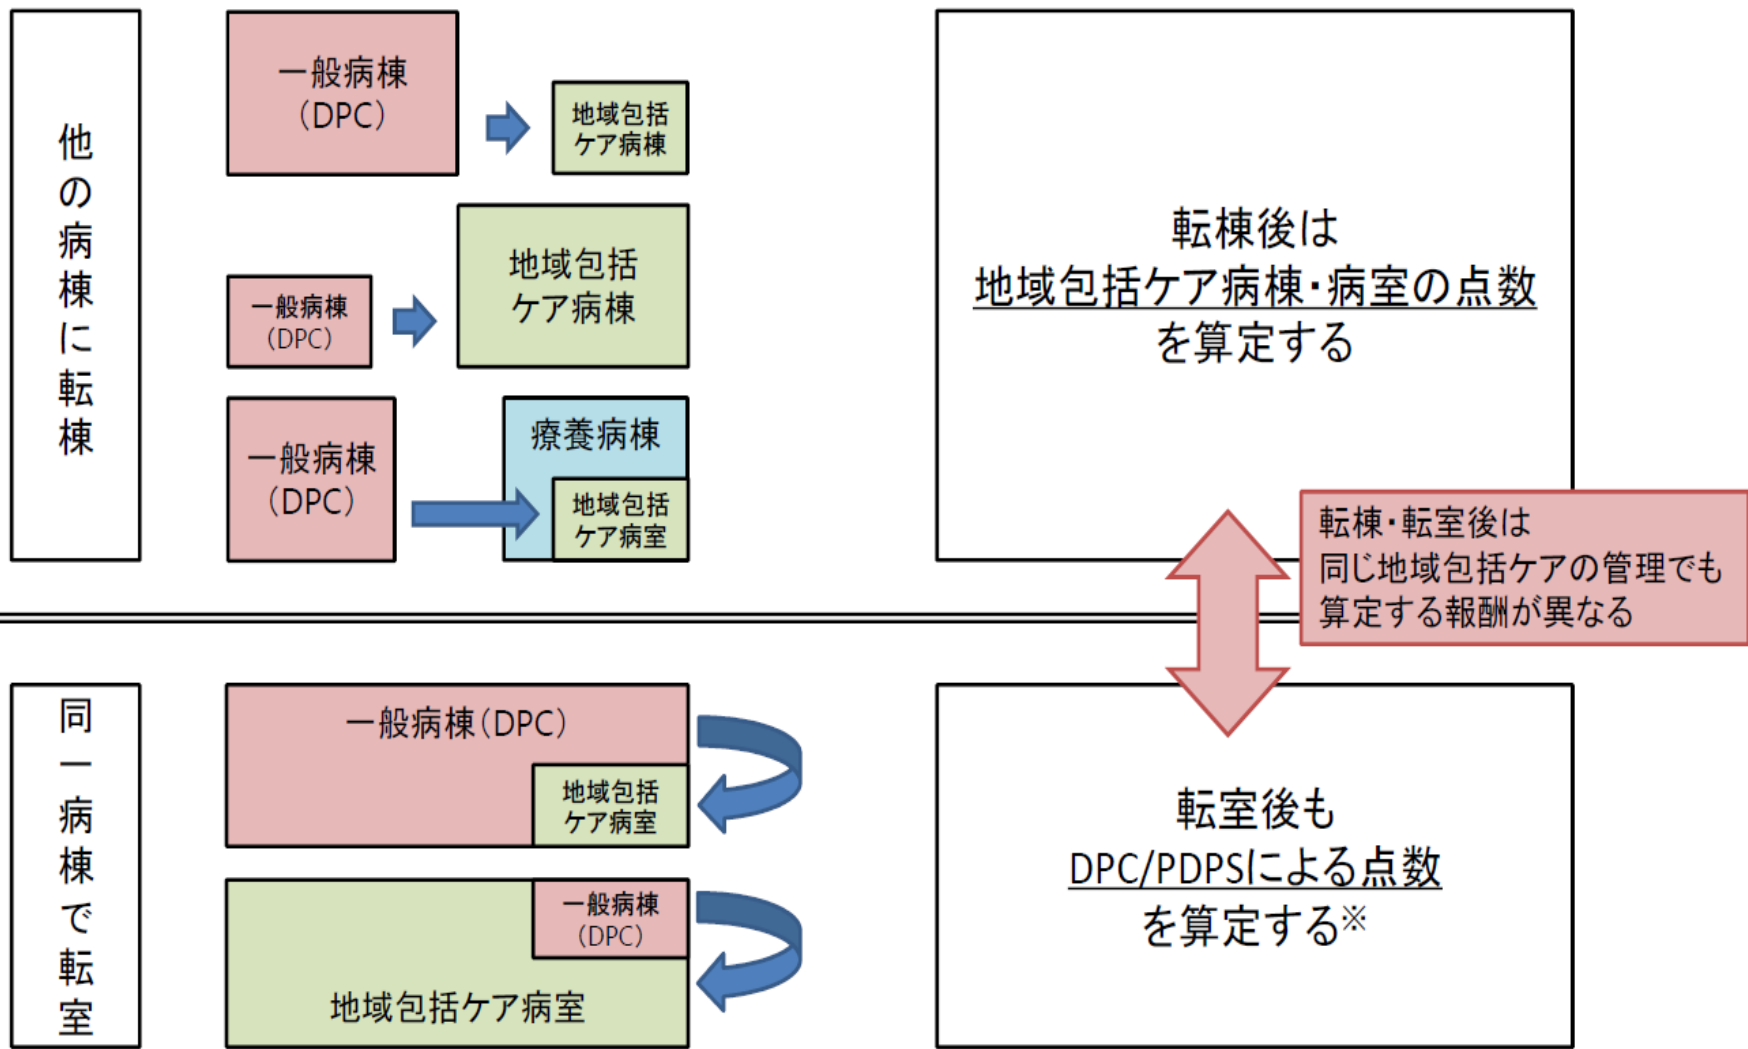 他の病棟に転棟
一般病棟
(DPC)
地域包括
ケア病棟
一般病棟
(DPC)
地域包括
ケア病棟
一般病棟
(DPC)
療養病棟
地域包括
ケア病室
転棟後は
地域包括ケア病棟・病室の点数
を算定する
転棟・転室後は
同じ地域包括ケアの管理でも
算定する報酬が異なる
同一病棟で転室
一般病棟(DPC)
地域包括
ケア病室
一般病棟
(DPC)
地域包括ケア病室
転室後も
DPC/PDPSによる点数
を算定する※